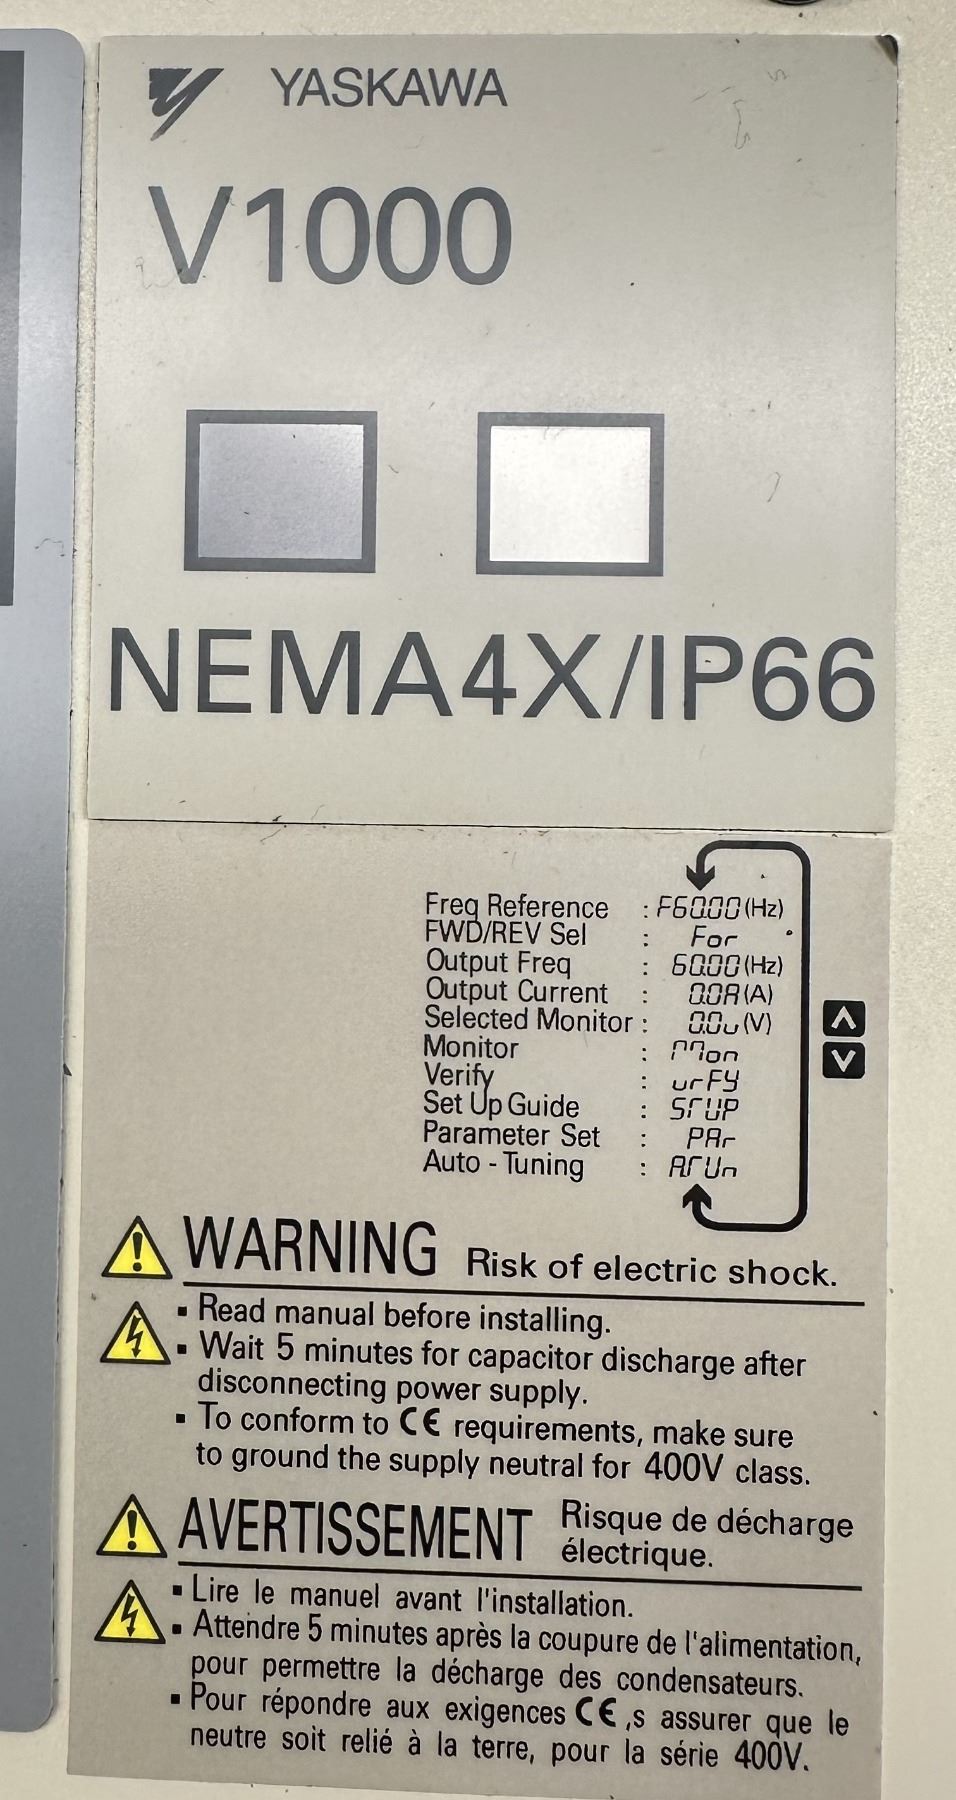 YASKAWA
V1000
NEMA4X/IP66
Freq Reference : F60.00 (Hz)
FWD/REV Sel : For
Output Freq : 60.00 (Hz)
Output Current : 0.0A (A)
Selected Monitor : 0.0u (V)
Monitor : Mon
Verify : urFY
Set Up Guide : STUP
Parameter Set : PAr
Auto - Tuning : ATUn
WARNING Risk of electric shock.
▪ Read manual before installing.
▪ Wait 5 minutes for capacitor discharge after
disconnecting power supply.
▪ To conform to CE requirements, make sure
to ground the supply neutral for 400V class.
AVERTISSEMENT Risque de décharge
électrique.
▪ Lire le manuel avant l'installation.
▪ Attendre 5 minutes après la coupure de l'alimentation,
pour permettre la décharge des condensateurs.
▪ Pour répondre aux exigences CE ,s assurer que le
neutre soit relié à la terre, pour la série 400V.